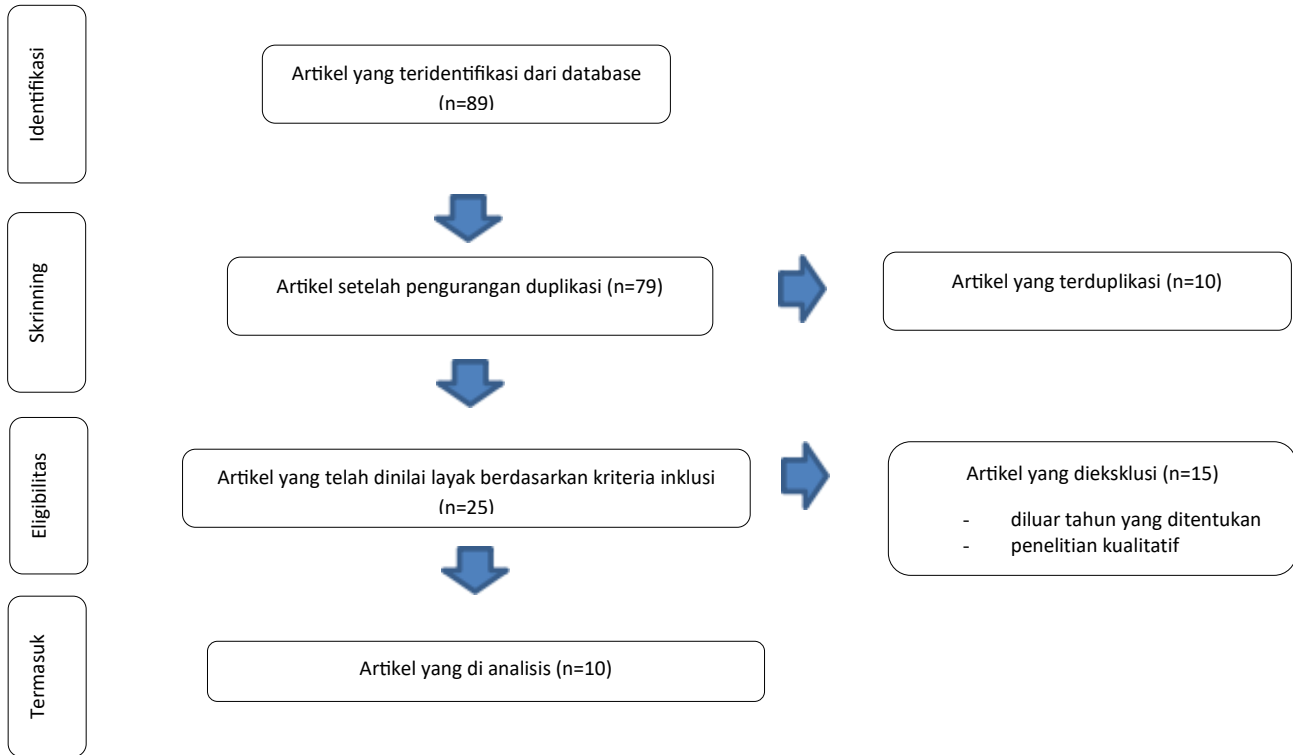 Identifikasi
Artikel yang teridentifikasi dari database
(n=89)
Skrinning
Artikel setelah pengurangan duplikasi (n=79)
Artikel yang terduplikasi (n=10)
Eligibilitas
Artikel yang telah dinilai layak berdasarkan kriteria inklusi
(n=25)
Artikel yang dieksklusi (n=15)
- diluar tahun yang ditentukan
- penelitian kualitatif
Termasuk
Artikel yang di analisis (n=10)